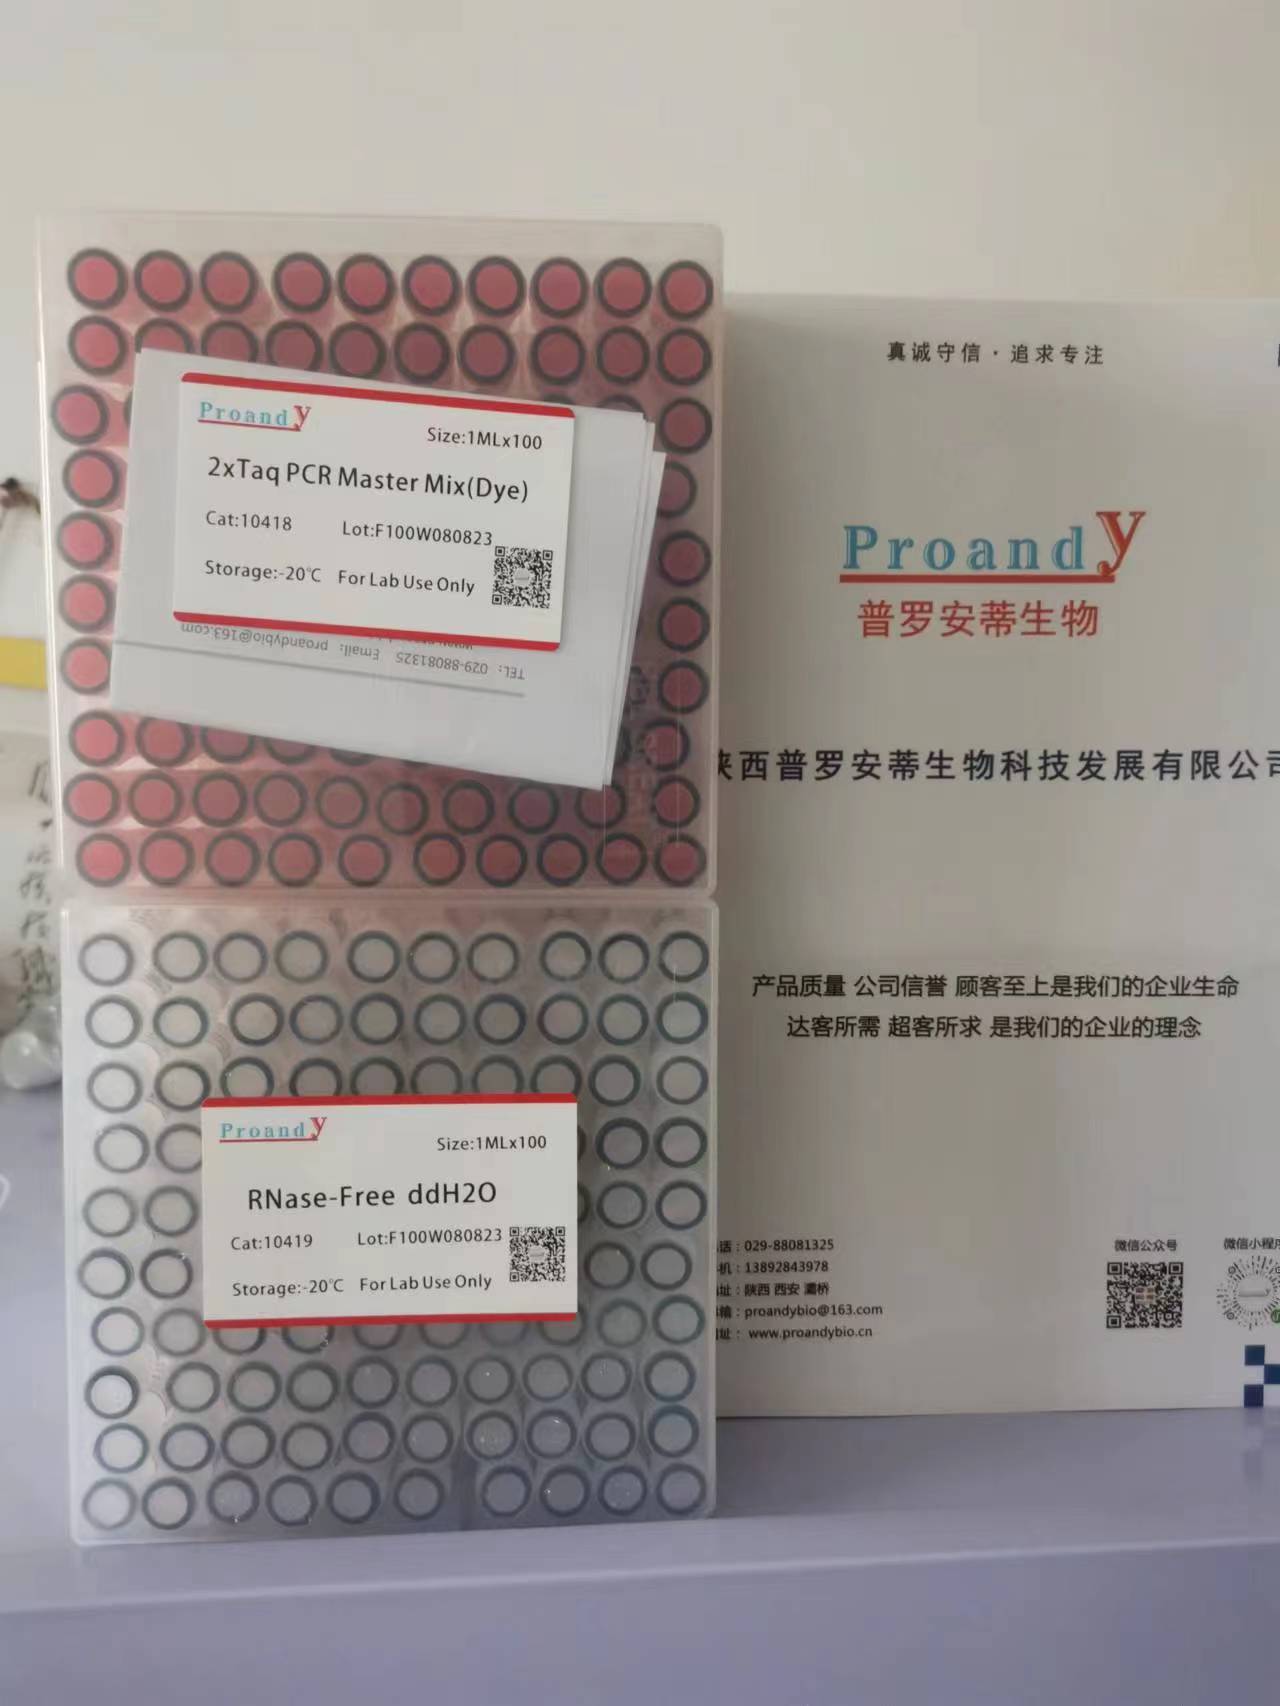 Proandy
Size:1MLx100
2xTaq PCR Master Mix(Dye)
Cat:10418 Lot:F100W080823
Storage:-20℃ For Lab Use Only
TEL: 029-88081325 Email: proandybio@163.com
Proandy
Size:1MLx100
RNase-Free ddH2O
Cat:10419 Lot:F100W080823
Storage:-20℃ For Lab Use Only
真诚守信·追求专注
Proandy
普罗安蒂生物
陕西普罗安蒂生物科技发展有限公司
产品质量 公司信誉 顾客至上是我们的企业生命
达客所需 超客所求 是我们的企业的理念
话：029-88081325
机：13892843978
址：陕西 西安 灞桥
箱：proandybio@163.com
址： www.proandybio.cn
微信公众号
微信小程序